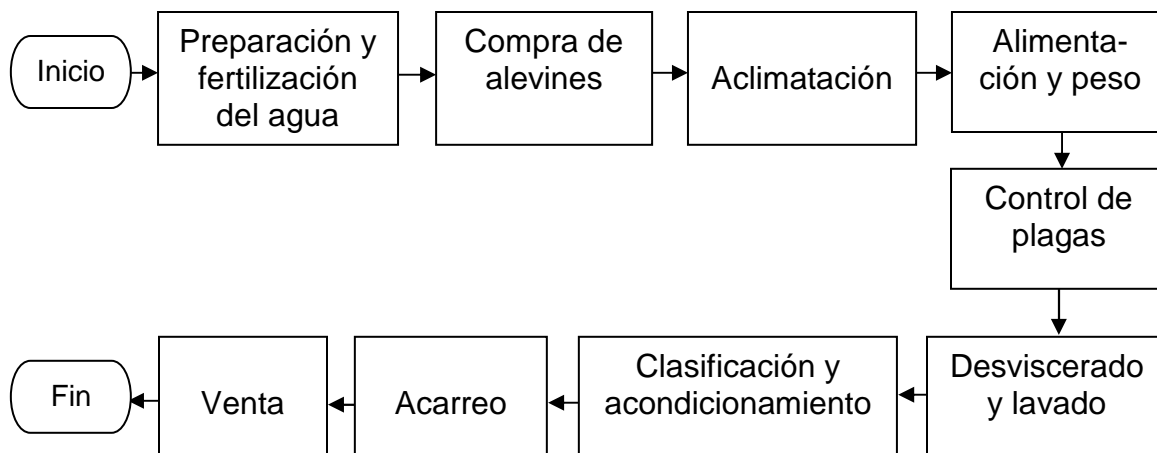 Inicio
Preparación y
fertilización
del agua
Compra de
alevines
Aclimatación
Alimenta-
ción y peso
Control de
plagas
Desviscerado
y lavado
Clasificación y
acondicionamiento
Acarreo
Venta
Fin